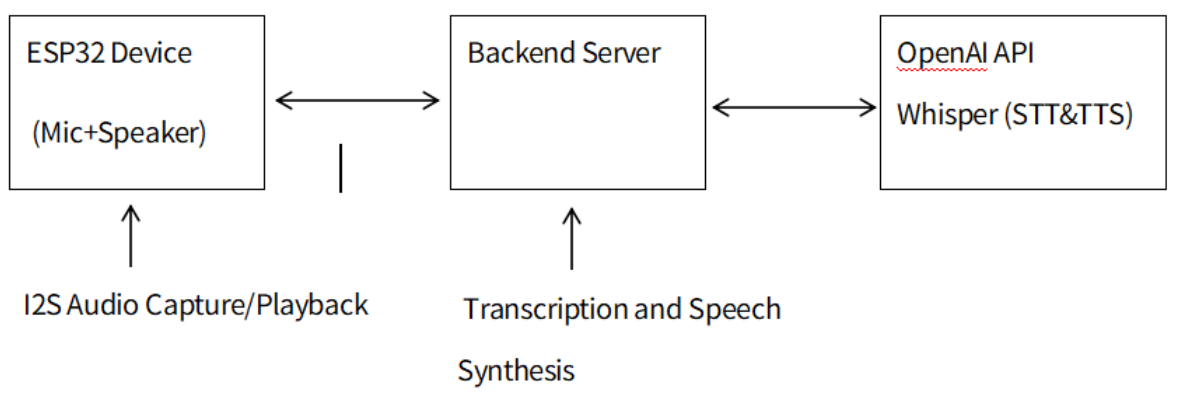 ESP32 Device
(Mic+Speaker)
Backend Server
OpenAI API
Whisper (STT&TTS)
I2S Audio Capture/Playback
Transcription and Speech
Synthesis